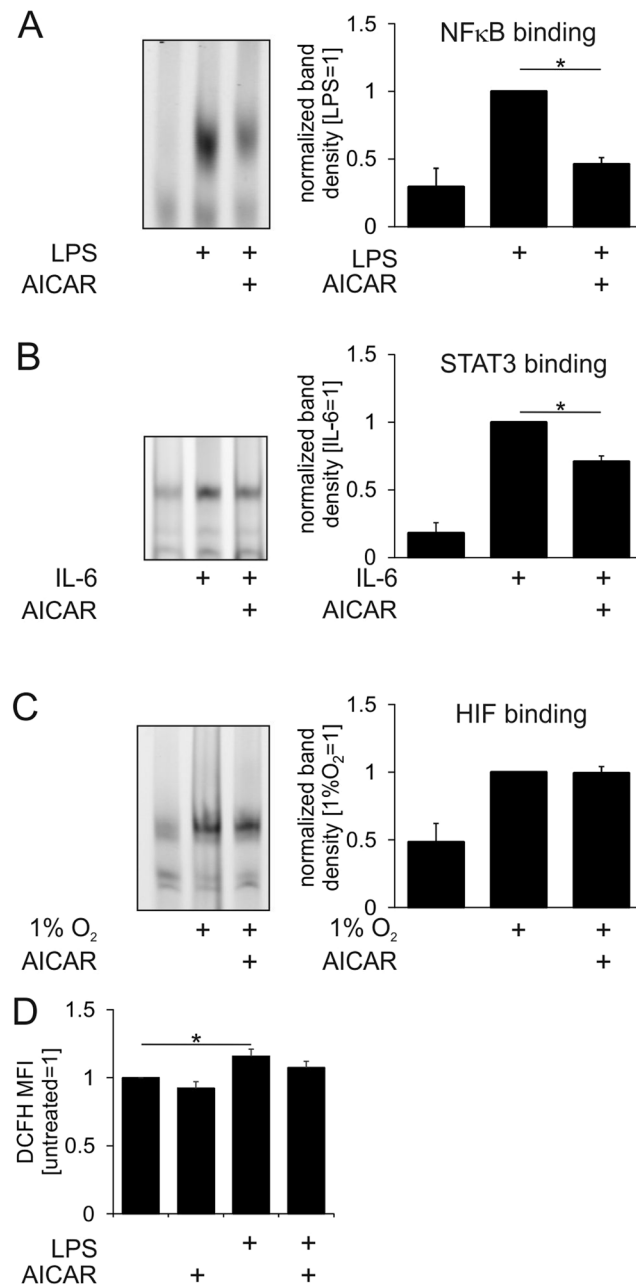 A
NFκB binding
normalized band
density [LPS=1]
1.5
*
1
0.5
0
LPS + +
AICAR +
LPS + +
AICAR +
B
STAT3 binding
normalized band
density [IL-6=1]
1.5
*
1
0.5
0
IL-6 + +
AICAR +
IL-6 + +
AICAR +
C
HIF binding
normalized band
density [1%O₂=1]
1.5
1
0.5
0
1% O₂ + +
AICAR +
1% O₂ + +
AICAR +
D
DCFH MFI
[untreated=1]
1.5
*
1
0.5
0
LPS + +
AICAR + +